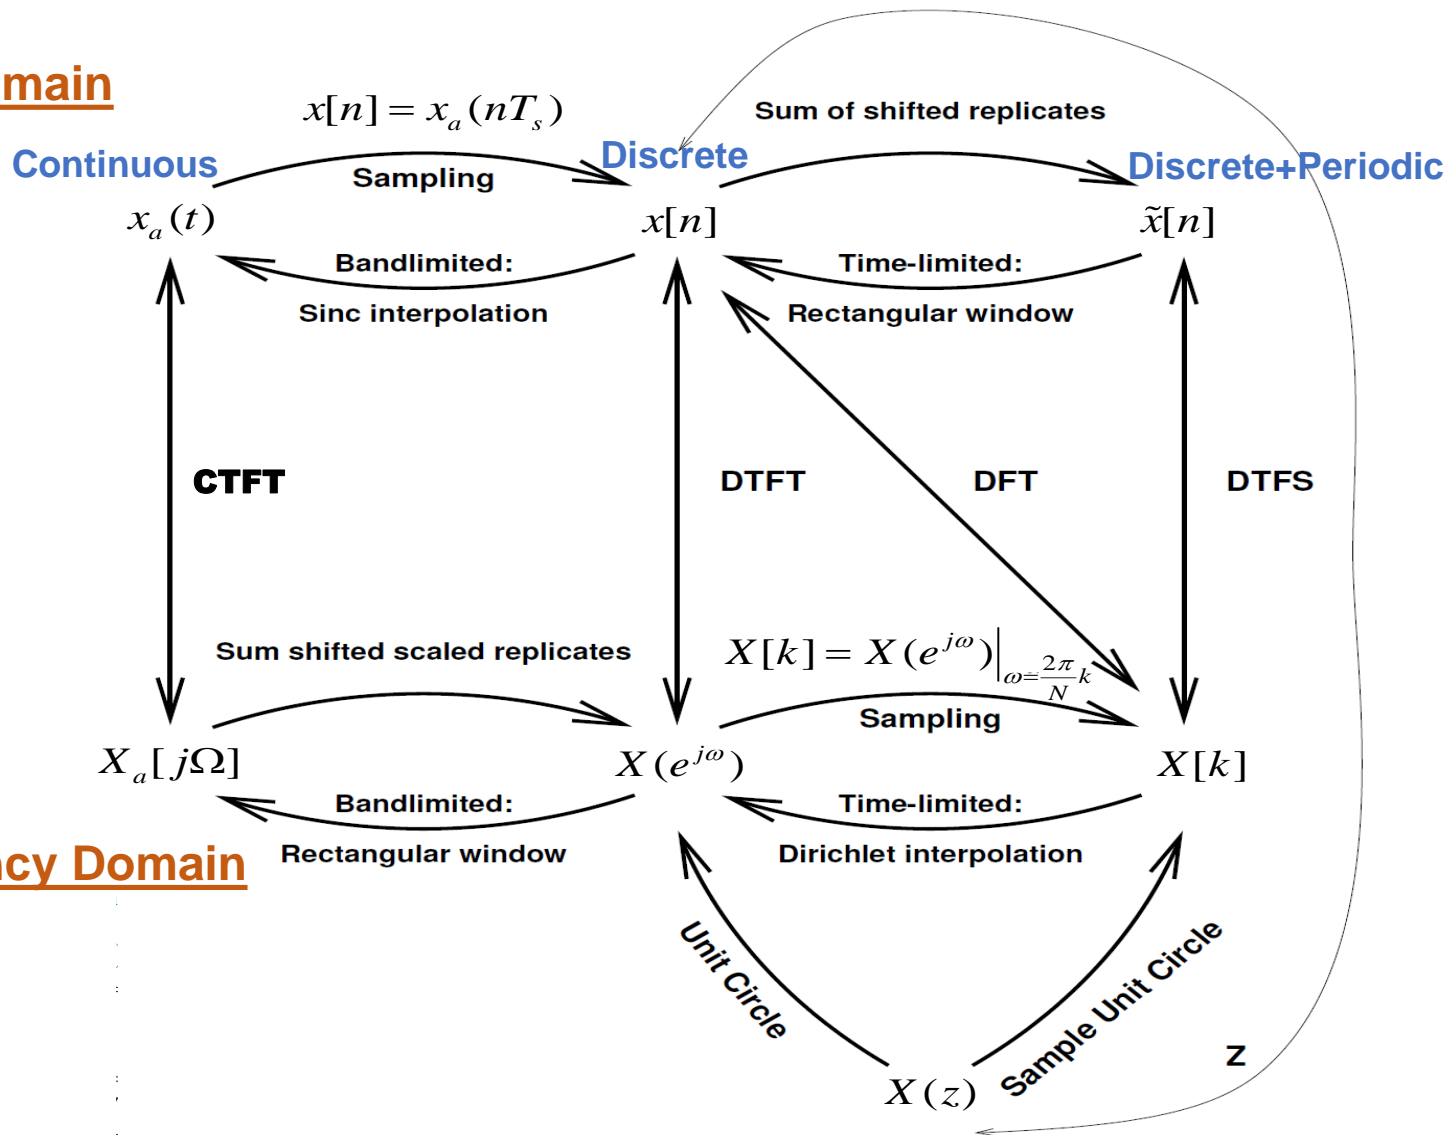 main
x[n] = x_a(nT_s)
Sum of shifted replicates
Continuous
Discrete
Discrete+Periodic
Sampling
x_a(t)
x[n]
x̃[n]
Bandlimited:
Time-limited:
Sinc interpolation
Rectangular window
CTFT
DTFT
DFT
DTFS
Sum shifted scaled replicates
X[k] = X(e^{jω})|_{ω=\frac{2π}{N}k}
Sampling
X_a[jΩ]
X(e^{jω})
X[k]
Bandlimited:
Time-limited:
ncy Domain
Rectangular window
Dirichlet interpolation
Unit Circle
Sample Unit Circle
Z
X(z)